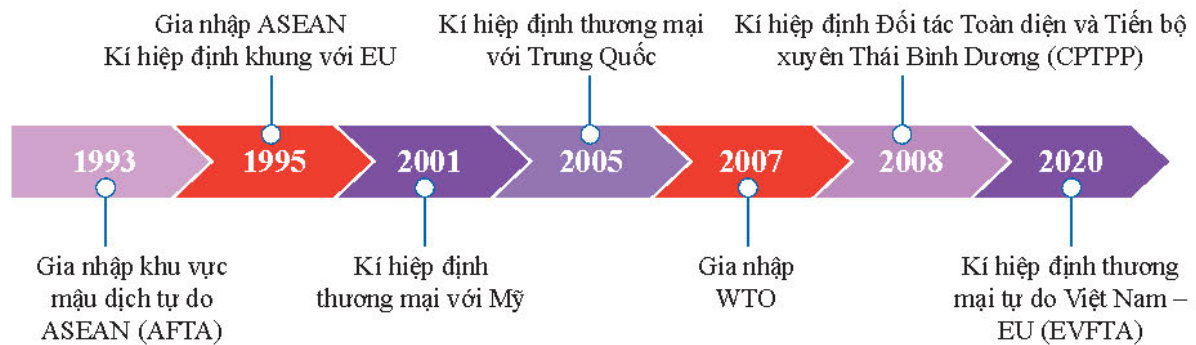 Gia nhập ASEAN
Kí hiệp định khung với EU
Kí hiệp định thương mại
với Trung Quốc
Kí hiệp định Đối tác Toàn diện và Tiến bộ
xuyên Thái Bình Dương (CPTPP)
1993
1995
2001
2005
2007
2008
2020
Gia nhập khu vực
mậu dịch tự do
ASEAN (AFTA)
Kí hiệp định
thương mại với Mỹ
Gia nhập
WTO
Kí hiệp định thương
mại tự do Việt Nam –
EU (EVFTA)